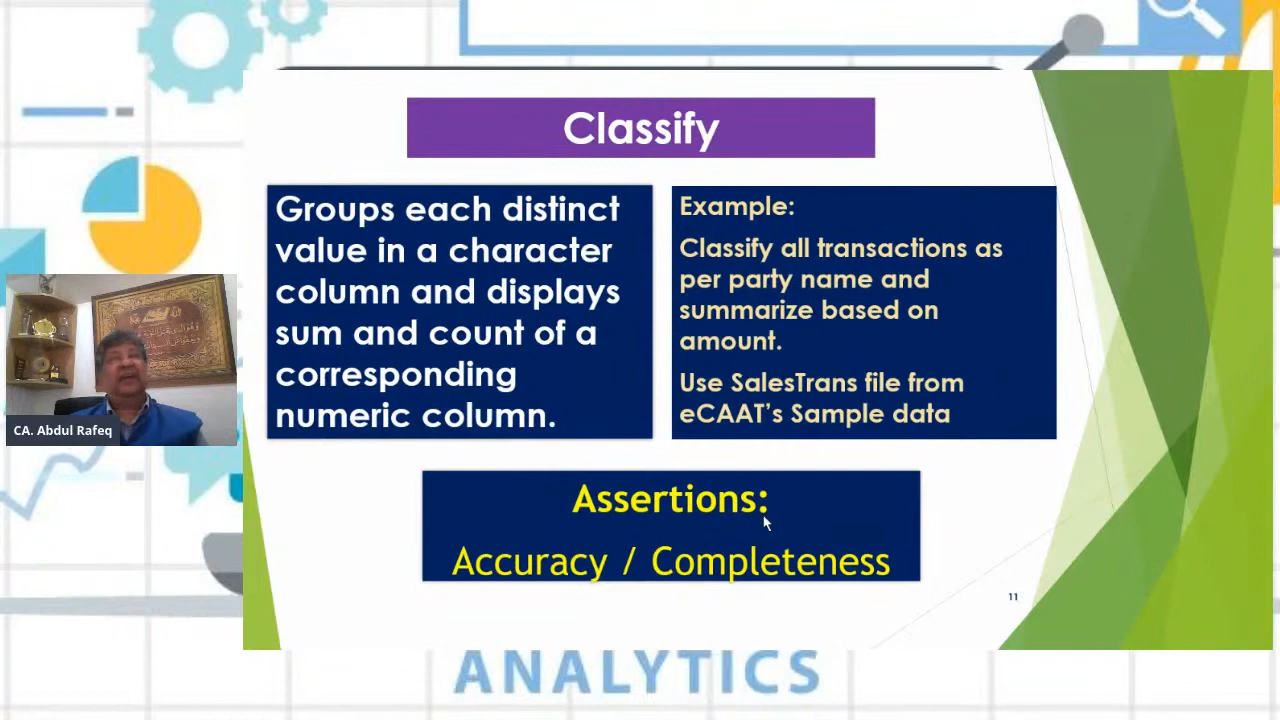 Classify
Groups each distinct
value in a character
column and displays
sum and count of a
corresponding
numeric column.
Example:
Classify all transactions as
per party name and
summarize based on
amount.
Use SalesTrans file from
eCAAT’s Sample data
CA. Abdul Rafeq
Assertions:
Accuracy / Completeness
11
ANALYTICS